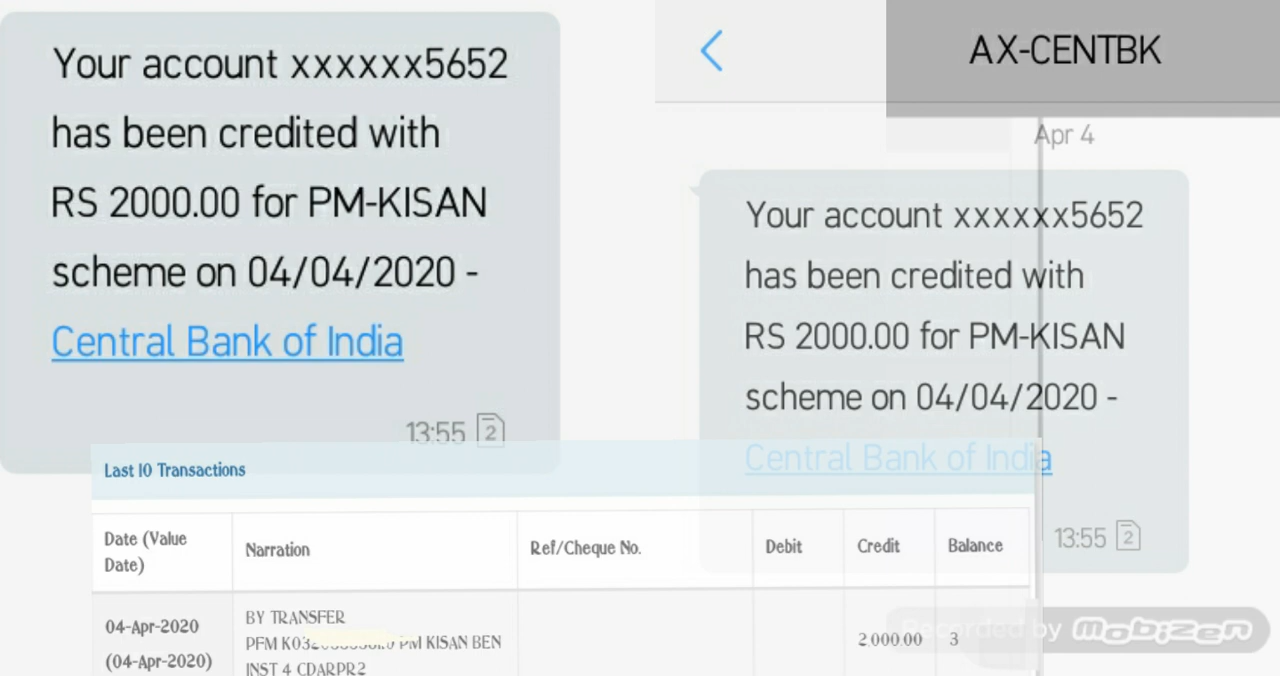 Your account xxxxxx5652
has been credited with
RS 2000.00 for PM-KISAN
scheme on 04/04/2020 -
Central Bank of India
13:55 2
AX-CENTBK
Apr 4
Your account xxxxxx5652
has been credited with
RS 2000.00 for PM-KISAN
scheme on 04/04/2020 -
Central Bank of India
13:55 2
Last 10 Transactions
Date (Value
Date)
Narration
Ref/Cheque No.
Debit
Credit
Balance
04-Apr-2020
(04-Apr-2020)
BY TRANSFER
PFM PM KISAN BEN
INST 4 CDARPR2
2,000.00
3
Recorded by Mobizen